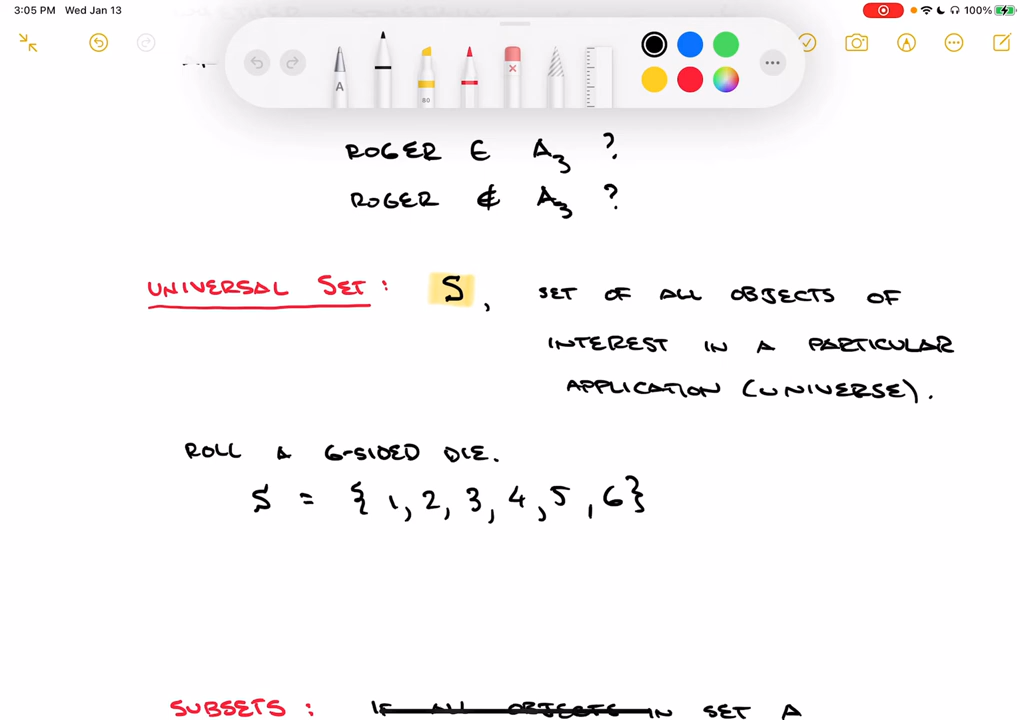 3:05 PM Wed Jan 13
100%
A
80
ROGER ∈ A₃ ?
ROGER ∉ A₃ ?
UNIVERSAL SET : S, SET OF ALL OBJECTS OF
INTEREST IN A PARTICULAR
APPLICATION (UNIVERSE).
ROLL A 6-SIDED DIE.
S = { 1, 2, 3, 4, 5, 6}
SUBSETS : IF ALL OBJECTS IN SET A